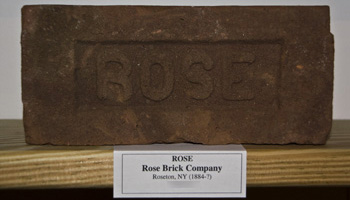 ROSE
ROSE
Rose Brick Company
Roseton, NY (1884-?)